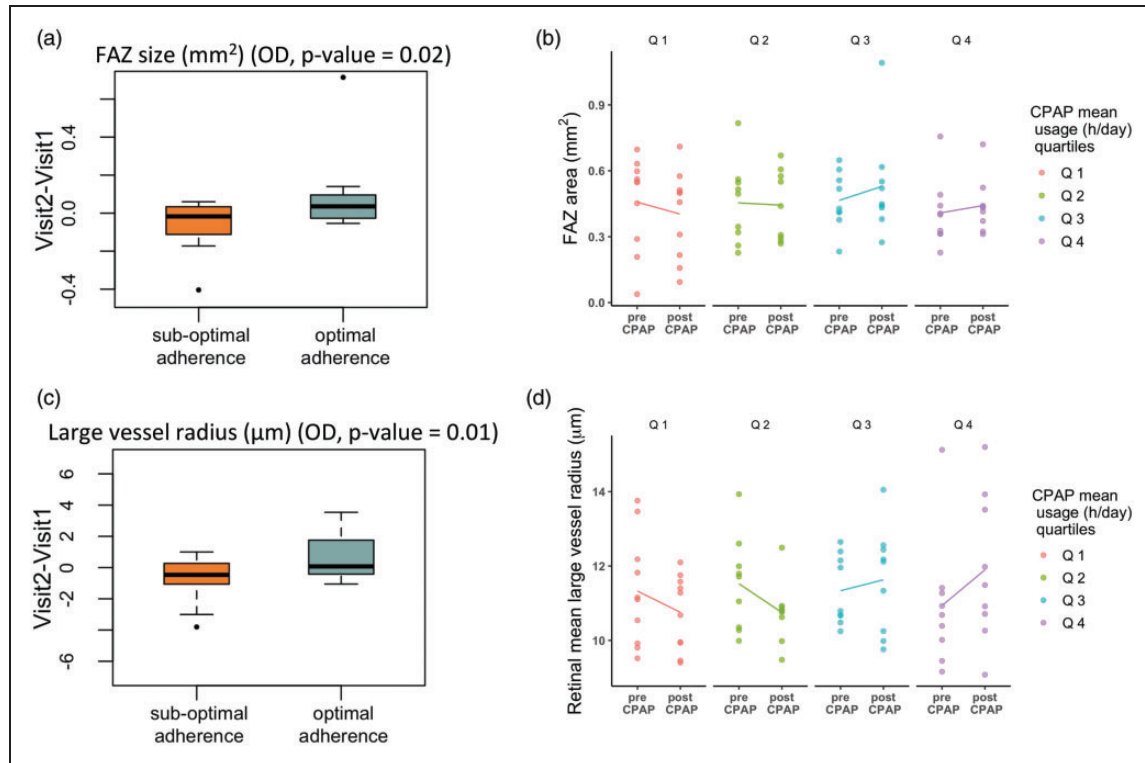 (a)
FAZ size (mm²) (OD, p-value = 0.02)
Visit2-Visit1
0.4
0.0
-0.4
sub-optimal adherence
optimal adherence
(b)
Q 1
Q 2
Q 3
Q 4
FAZ area (mm²)
0.9
0.6
0.3
0.0
pre CPAP
post CPAP
pre CPAP
post CPAP
pre CPAP
post CPAP
pre CPAP
post CPAP
CPAP mean
usage (h/day)
quartiles
Q 1
Q 2
Q 3
Q 4
(c)
Large vessel radius (µm) (OD, p-value = 0.01)
Visit2-Visit1
6
4
2
0
-2
-6
sub-optimal adherence
optimal adherence
(d)
Q 1
Q 2
Q 3
Q 4
Retinal mean large vessel radius (µm)
14
12
10
pre CPAP
post CPAP
pre CPAP
post CPAP
pre CPAP
post CPAP
pre CPAP
post CPAP
CPAP mean
usage (h/day)
quartiles
Q 1
Q 2
Q 3
Q 4